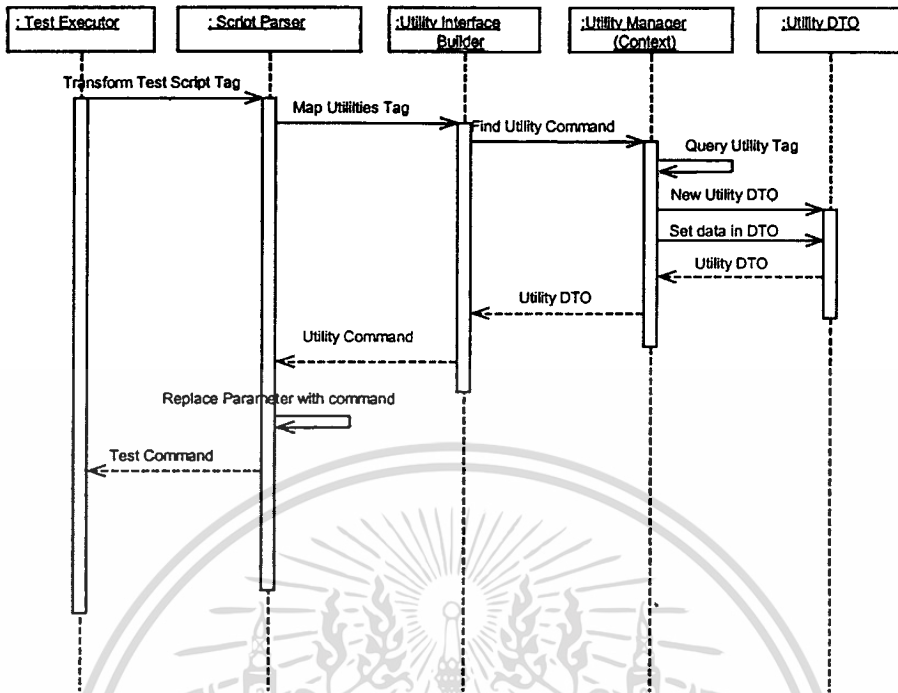 : Test Executor
: Script Parser
:Utility Interface
Builder
:Utility Manager
(Context)
:Utility DTO
Transform Test Script Tag
Map Utilities Tag
Find Utility Command
Query Utility Tag
New Utility DTO
Set data in DTO
Utility DTO
Utility DTO
Utility Command
Replace Parameter with command
Test Command